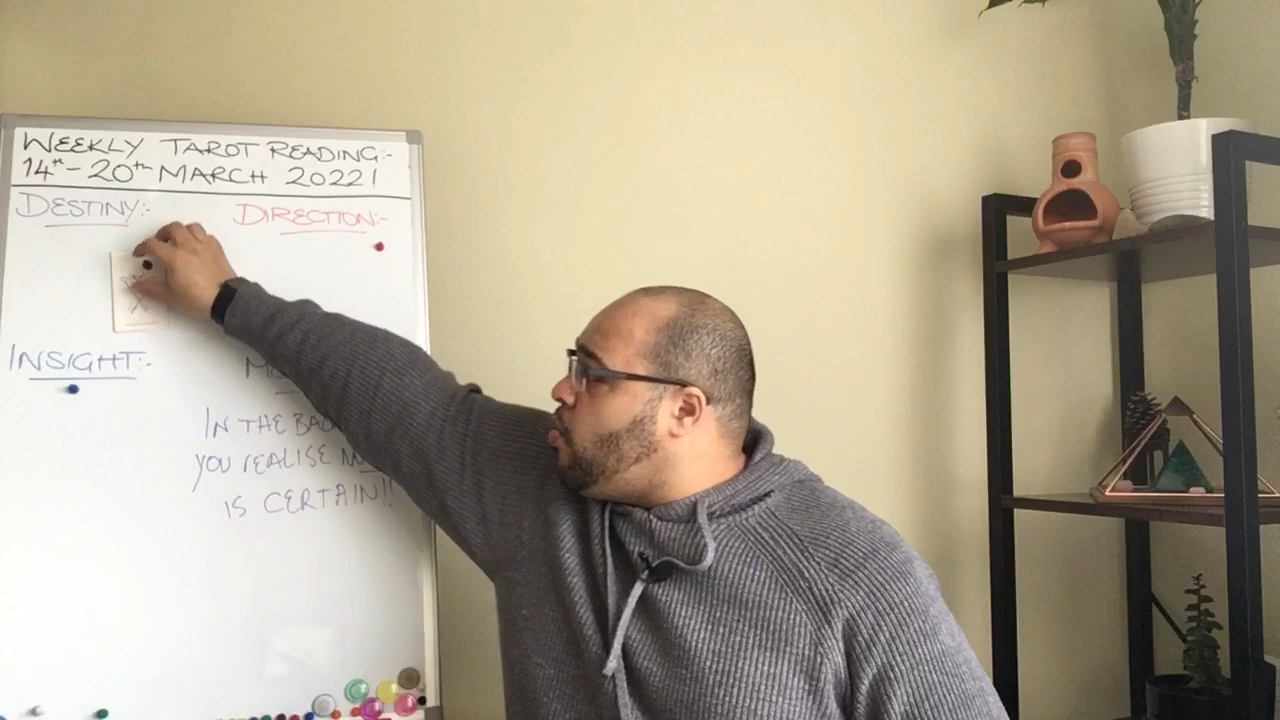 WEEKLY TAROT READING:-
14th - 20th MARCH 2022!
DESTINY:- DIRECTION:-
INSIGHT:-
IN THE
YOU REALISE
IS CERTAIN!!